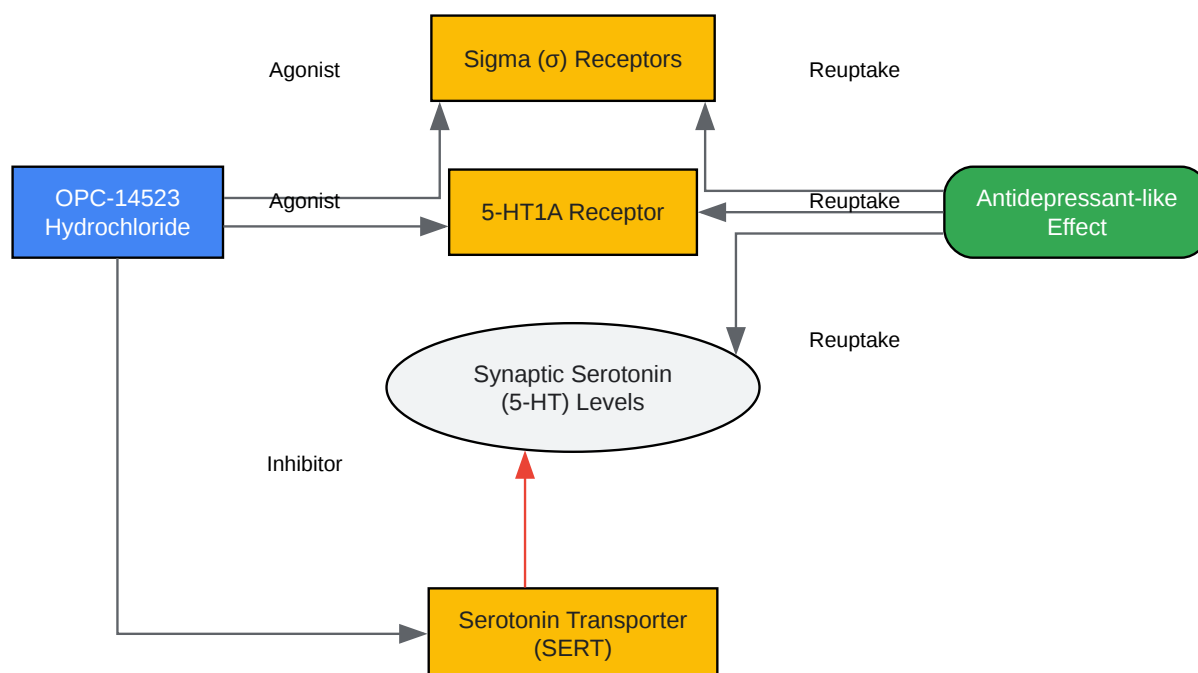 Sigma (σ) Receptors
Agonist
Reuptake
OPC-14523
Hydrochloride
Agonist
5-HT1A Receptor
Reuptake
Antidepressant-like
Effect
Reuptake
Synaptic Serotonin
(5-HT) Levels
Inhibitor
Serotonin Transporter
(SERT)